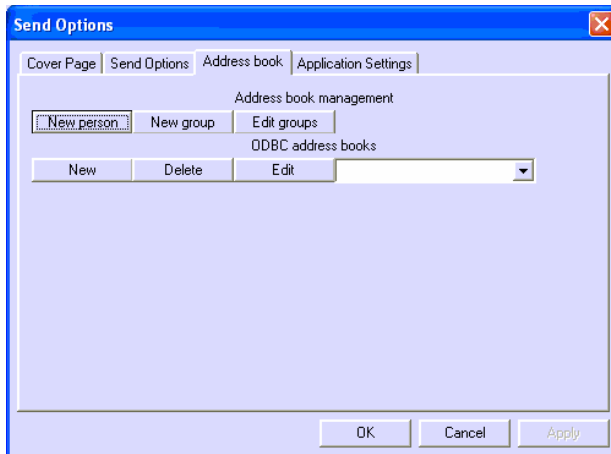 Send Options
Cover Page Send Options Address book Application Settings
Address book management
New person New group Edit groups
ODBC address books
New Delete Edit
OK Cancel Apply